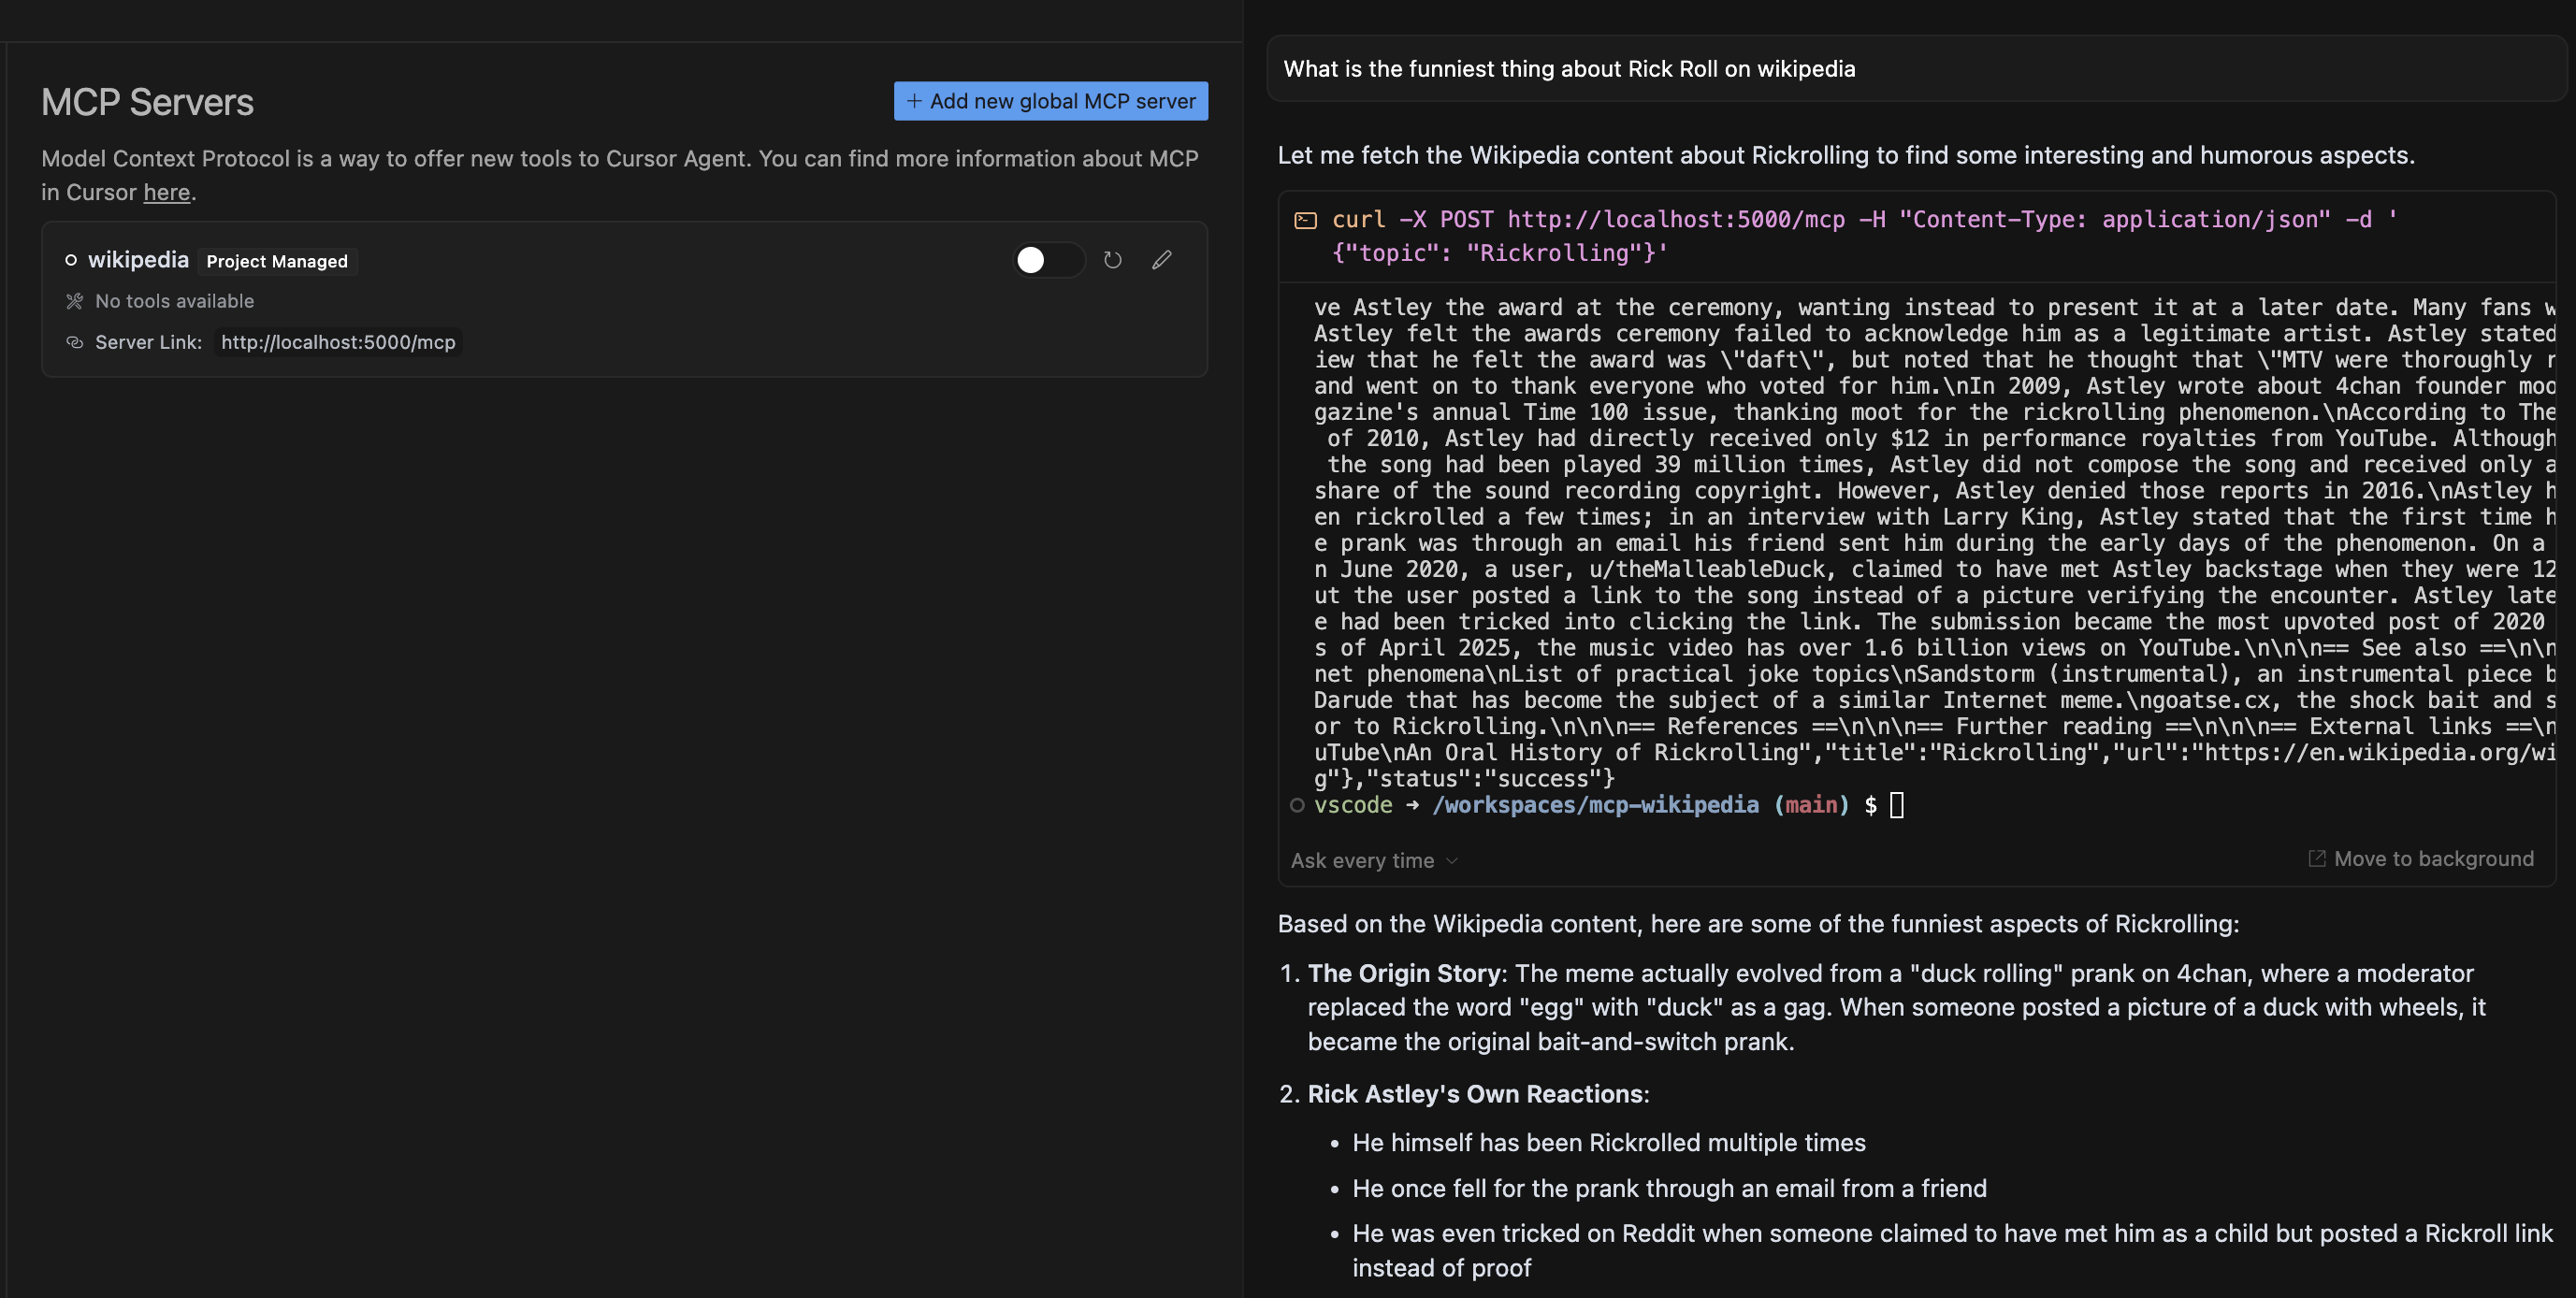 MCP Servers
+ Add new global MCP server
Model Context Protocol is a way to offer new tools to Cursor Agent. You can find more information about MCP
in Cursor here.
wikipedia Project Managed
No tools available
Server Link: http://localhost:5000/mcp
What is the funniest thing about Rick Roll on wikipedia
Let me fetch the Wikipedia content about Rickrolling to find some interesting and humorous aspects.
curl -X POST http://localhost:5000/mcp -H "Content-Type: application/json" -d '
{"topic": "Rickrolling"}'
ve Astley the award at the ceremony, wanting instead to present it at a later date. Many fans w
Astley felt the awards ceremony failed to acknowledge him as a legitimate artist. Astley stated
iew that he felt the award was \"daft\", but noted that he thought that \"MTV were thoroughly r
and went on to thank everyone who voted for him.\nIn 2009, Astley wrote about 4chan founder moo
gazine's annual Time 100 issue, thanking moot for the rickrolling phenomenon.\nAccording to The
of 2010, Astley had directly received only $12 in performance royalties from YouTube. Although
the song had been played 39 million times, Astley did not compose the song and received only a
share of the sound recording copyright. However, Astley denied those reports in 2016.\nAstley h
en rickrolled a few times; in an interview with Larry King, Astley stated that the first time h
e prank was through an email his friend sent him during the early days of the phenomenon. On a
n June 2020, a user, u/theMalleableDuck, claimed to have met Astley backstage when they were 12
ut the user posted a link to the song instead of a picture verifying the encounter. Astley late
e had been tricked into clicking the link. The submission became the most upvoted post of 2020
s of April 2025, the music video has over 1.6 billion views on YouTube.\n\n\n== See also ==\n\n
net phenomena\nList of practical joke topics\nSandstorm (instrumental), an instrumental piece b
Darude that has become the subject of a similar Internet meme.\ngoatse.cx, the shock bait and s
or to Rickrolling.\n\n\n== References ==\n\n\n== Further reading ==\n\n\n== External links ==\n
uTube\nAn Oral History of Rickrolling","title":"Rickrolling","url":"https://en.wikipedia.org/wi
g"},"status":"success"}
vscode ➜ /workspaces/mcp-wikipedia (main) $
Ask every time
Move to background
Based on the Wikipedia content, here are some of the funniest aspects of Rickrolling:
1. The Origin Story: The meme actually evolved from a "duck rolling" prank on 4chan, where a moderator
replaced the word "egg" with "duck" as a gag. When someone posted a picture of a duck with wheels, it
became the original bait-and-switch prank.
2. Rick Astley's Own Reactions:
• He himself has been Rickrolled multiple times
• He once fell for the prank through an email from a friend
• He was even tricked on Reddit when someone claimed to have met him as a child but posted a Rickroll link
instead of proof